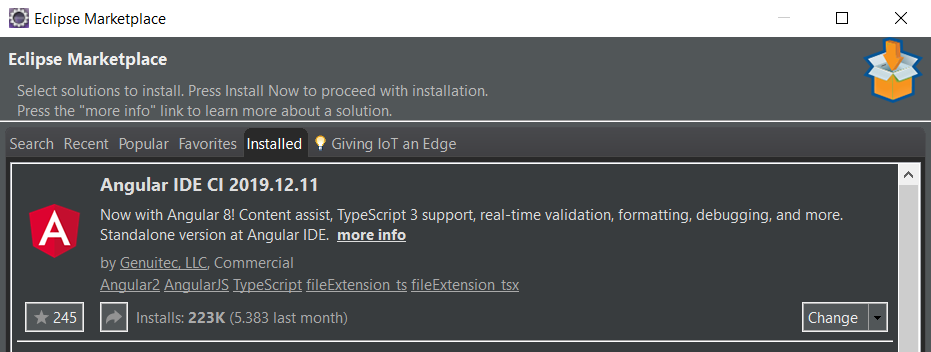 Eclipse Marketplace
Eclipse Marketplace
Select solutions to install. Press Install Now to proceed with installation.
Press the "more info" link to learn more about a solution.
Search Recent Popular Favorites Installed Giving IoT an Edge
Angular IDE CI 2019.12.11
Now with Angular 8! Content assist, TypeScript 3 support, real-time validation, formatting, debugging, and more.
Standalone version at Angular IDE. more info
by Genuitec, LLC, Commercial
Angular2 AngularJS TypeScript fileExtension_ts fileExtension_tsx
245 Installs: 223K (5.383 last month) Change